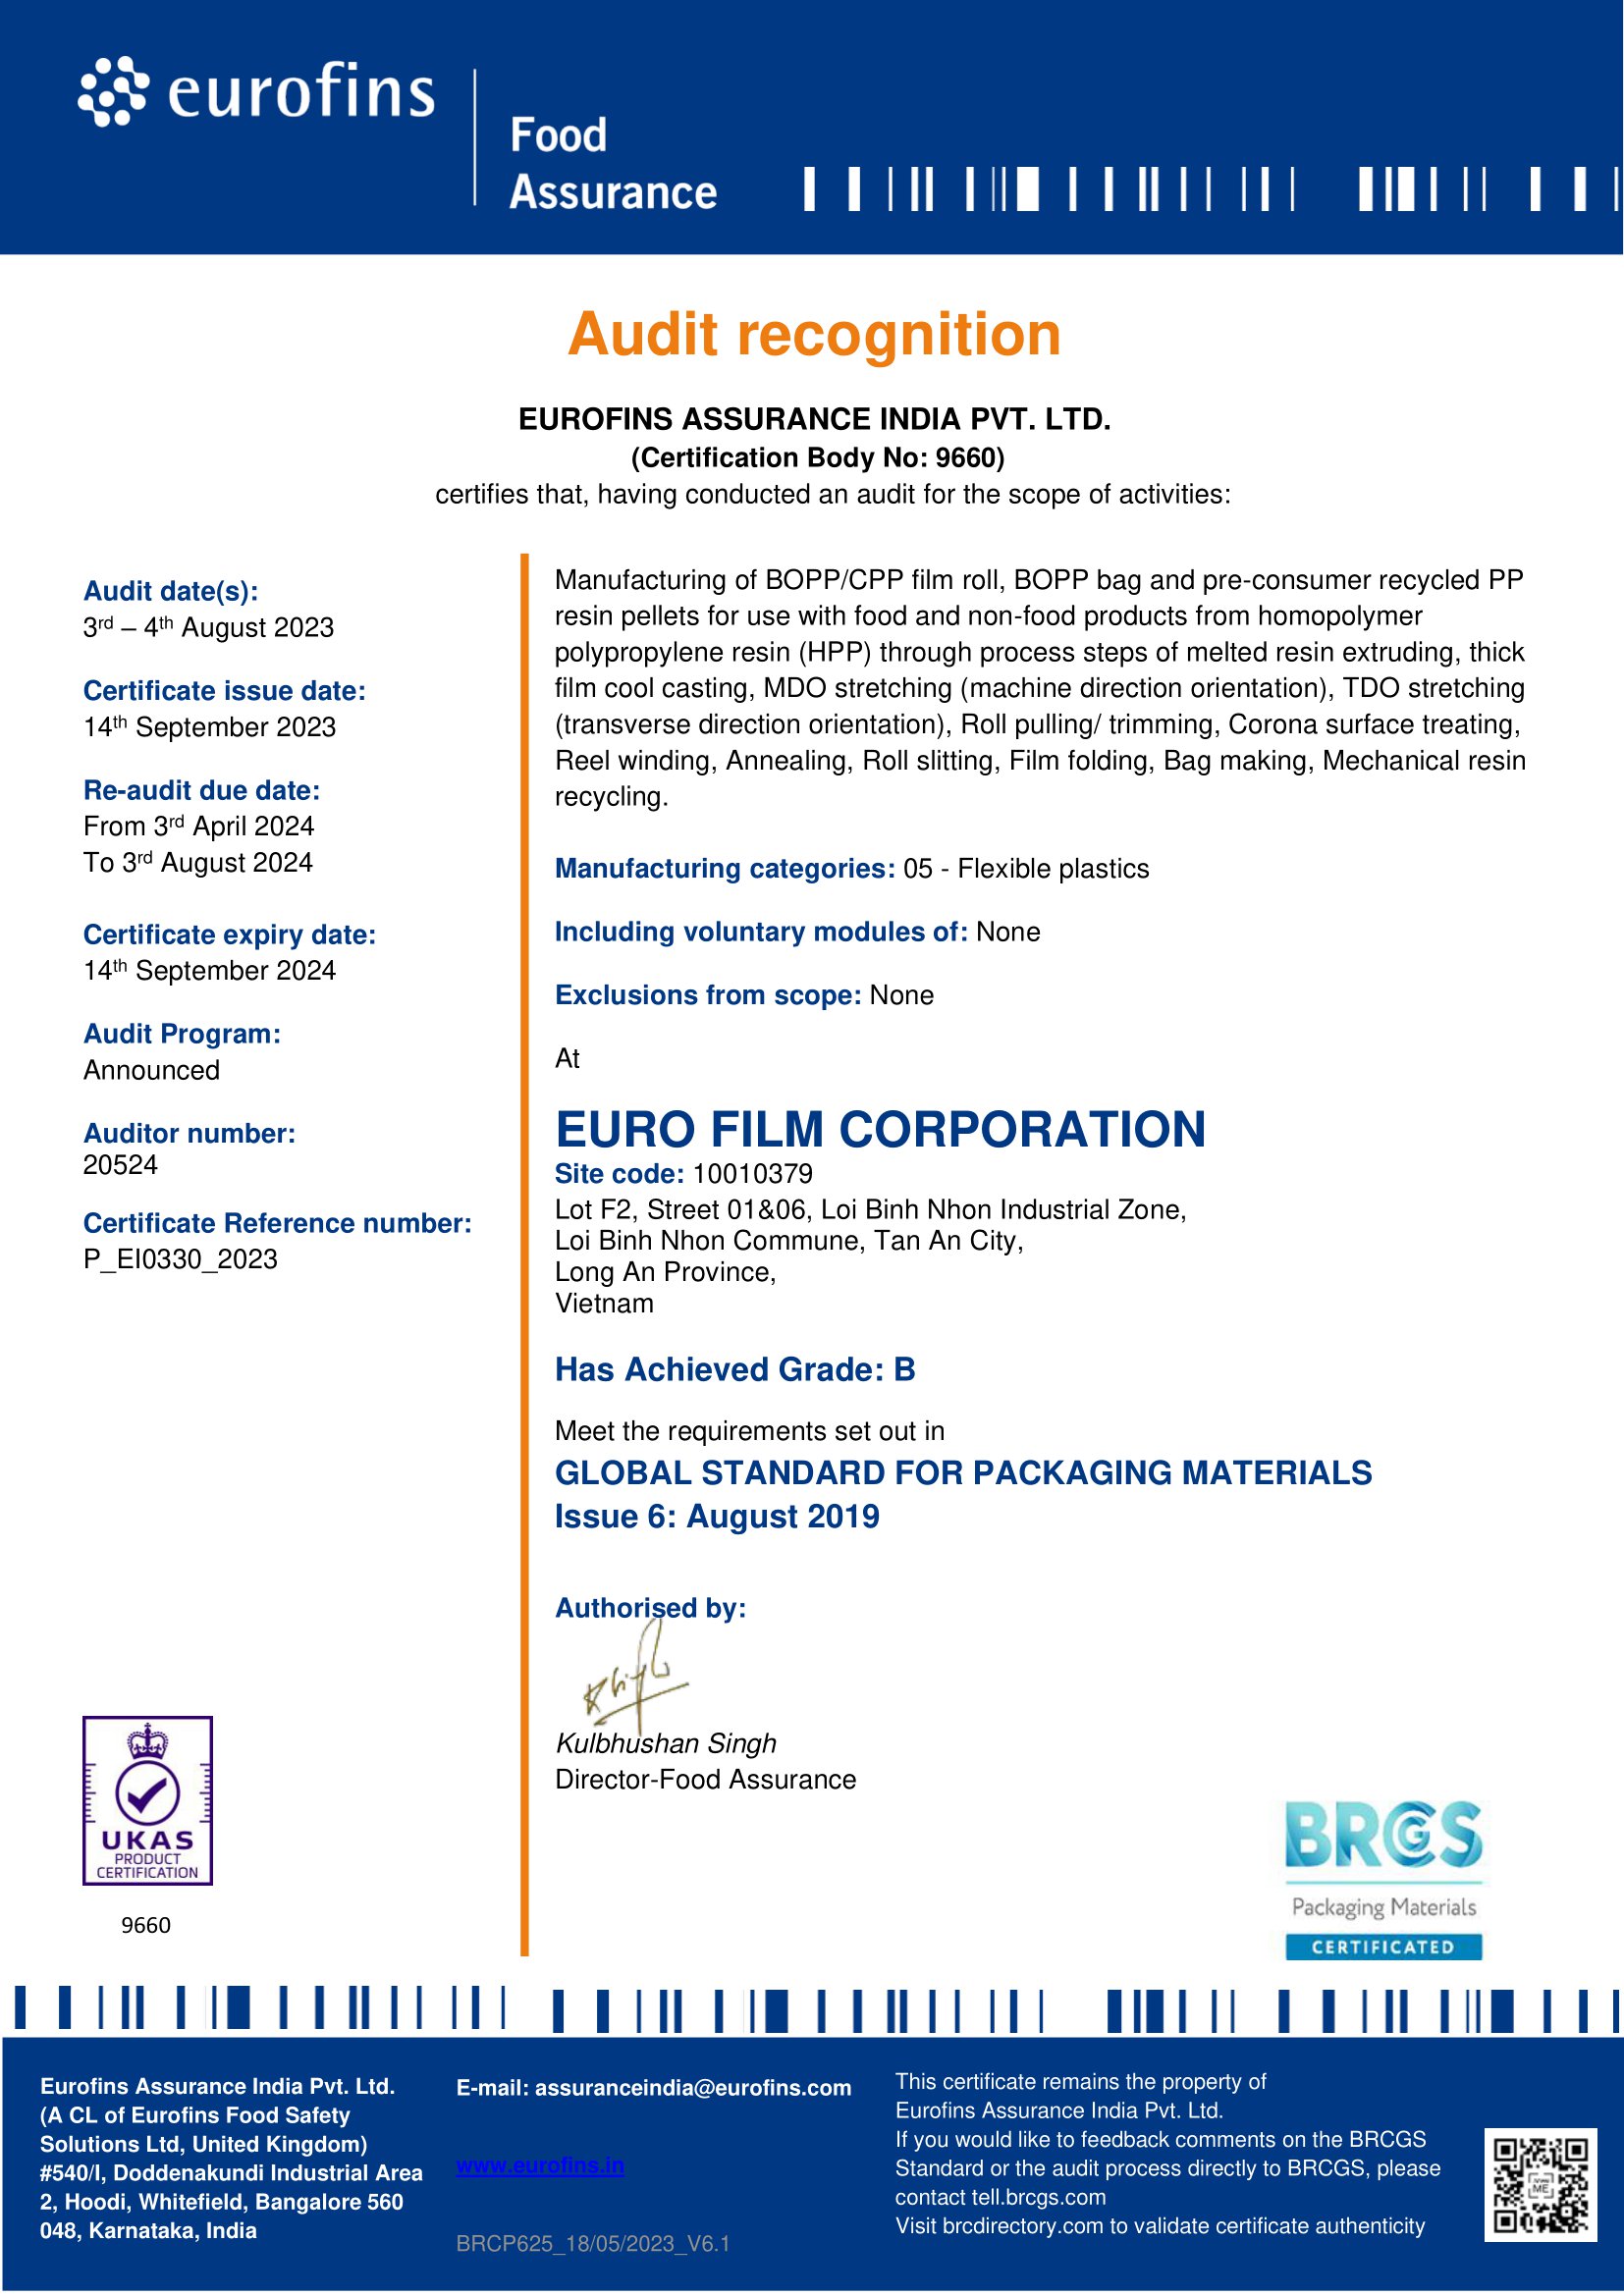 eurofins
Food
Assurance
Audit recognition
EUROFINS ASSURANCE INDIA PVT. LTD.
(Certification Body No: 9660)
certifies that, having conducted an audit for the scope of activities:
Audit date(s):
3rd – 4th August 2023
Certificate issue date:
14th September 2023
Re-audit due date:
From 3rd April 2024
To 3rd August 2024
Certificate expiry date:
14th September 2024
Audit Program:
Announced
Auditor number:
20524
Certificate Reference number:
P_EI0330_2023
Manufacturing of BOPP/CPP film roll, BOPP bag and pre-consumer recycled PP
resin pellets for use with food and non-food products from homopolymer
polypropylene resin (HPP) through process steps of melted resin extruding, thick
film cool casting, MDO stretching (machine direction orientation), TDO stretching
(transverse direction orientation), Roll pulling/ trimming, Corona surface treating,
Reel winding, Annealing, Roll slitting, Film folding, Bag making, Mechanical resin
recycling.
Manufacturing categories: 05 - Flexible plastics
Including voluntary modules of: None
Exclusions from scope: None
At
EURO FILM CORPORATION
Site code: 10010379
Lot F2, Street 01&06, Loi Binh Nhon Industrial Zone,
Loi Binh Nhon Commune, Tan An City,
Long An Province,
Vietnam
Has Achieved Grade: B
Meet the requirements set out in
GLOBAL STANDARD FOR PACKAGING MATERIALS
Issue 6: August 2019
Authorised by:
Kulbhushan Singh
Director-Food Assurance
UKAS
PRODUCT
CERTIFICATION
9660
BRCGS
Packaging Materials
CERTIFICATED
Eurofins Assurance India Pvt. Ltd.
(A CL of Eurofins Food Safety
Solutions Ltd, United Kingdom)
#540/I, Doddenakundi Industrial Area
2, Hoodi, Whitefield, Bangalore 560
048, Karnataka, India
E-mail: assuranceindia@eurofins.com
www.eurofins.in
BRCP625_18/05/2023_V6.1
This certificate remains the property of
Eurofins Assurance India Pvt. Ltd.
If you would like to feedback comments on the BRCGS
Standard or the audit process directly to BRCGS, please
contact tell.brcgs.com
Visit brcdirectory.com to validate certificate authenticity